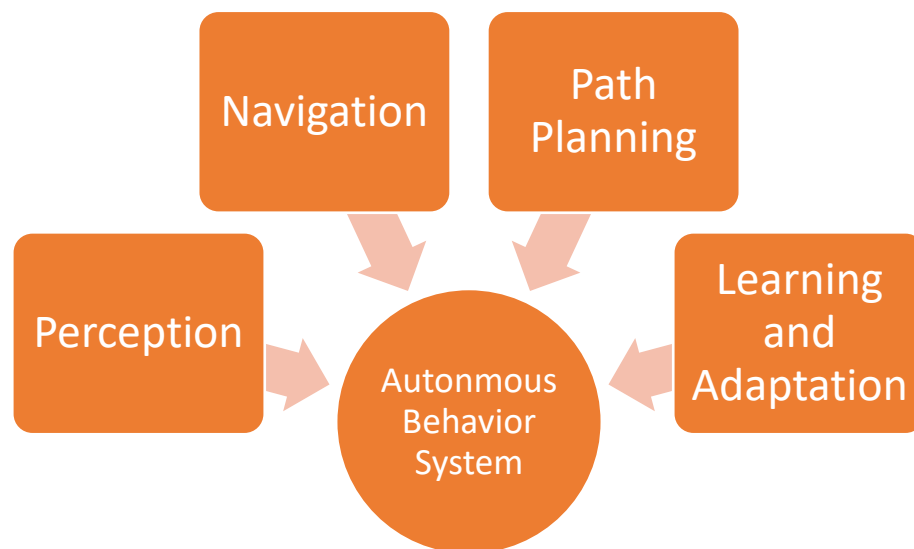 Navigation
Path
Planning
Perception
Learning
and
Adaptation
Autonmous
Behavior
System